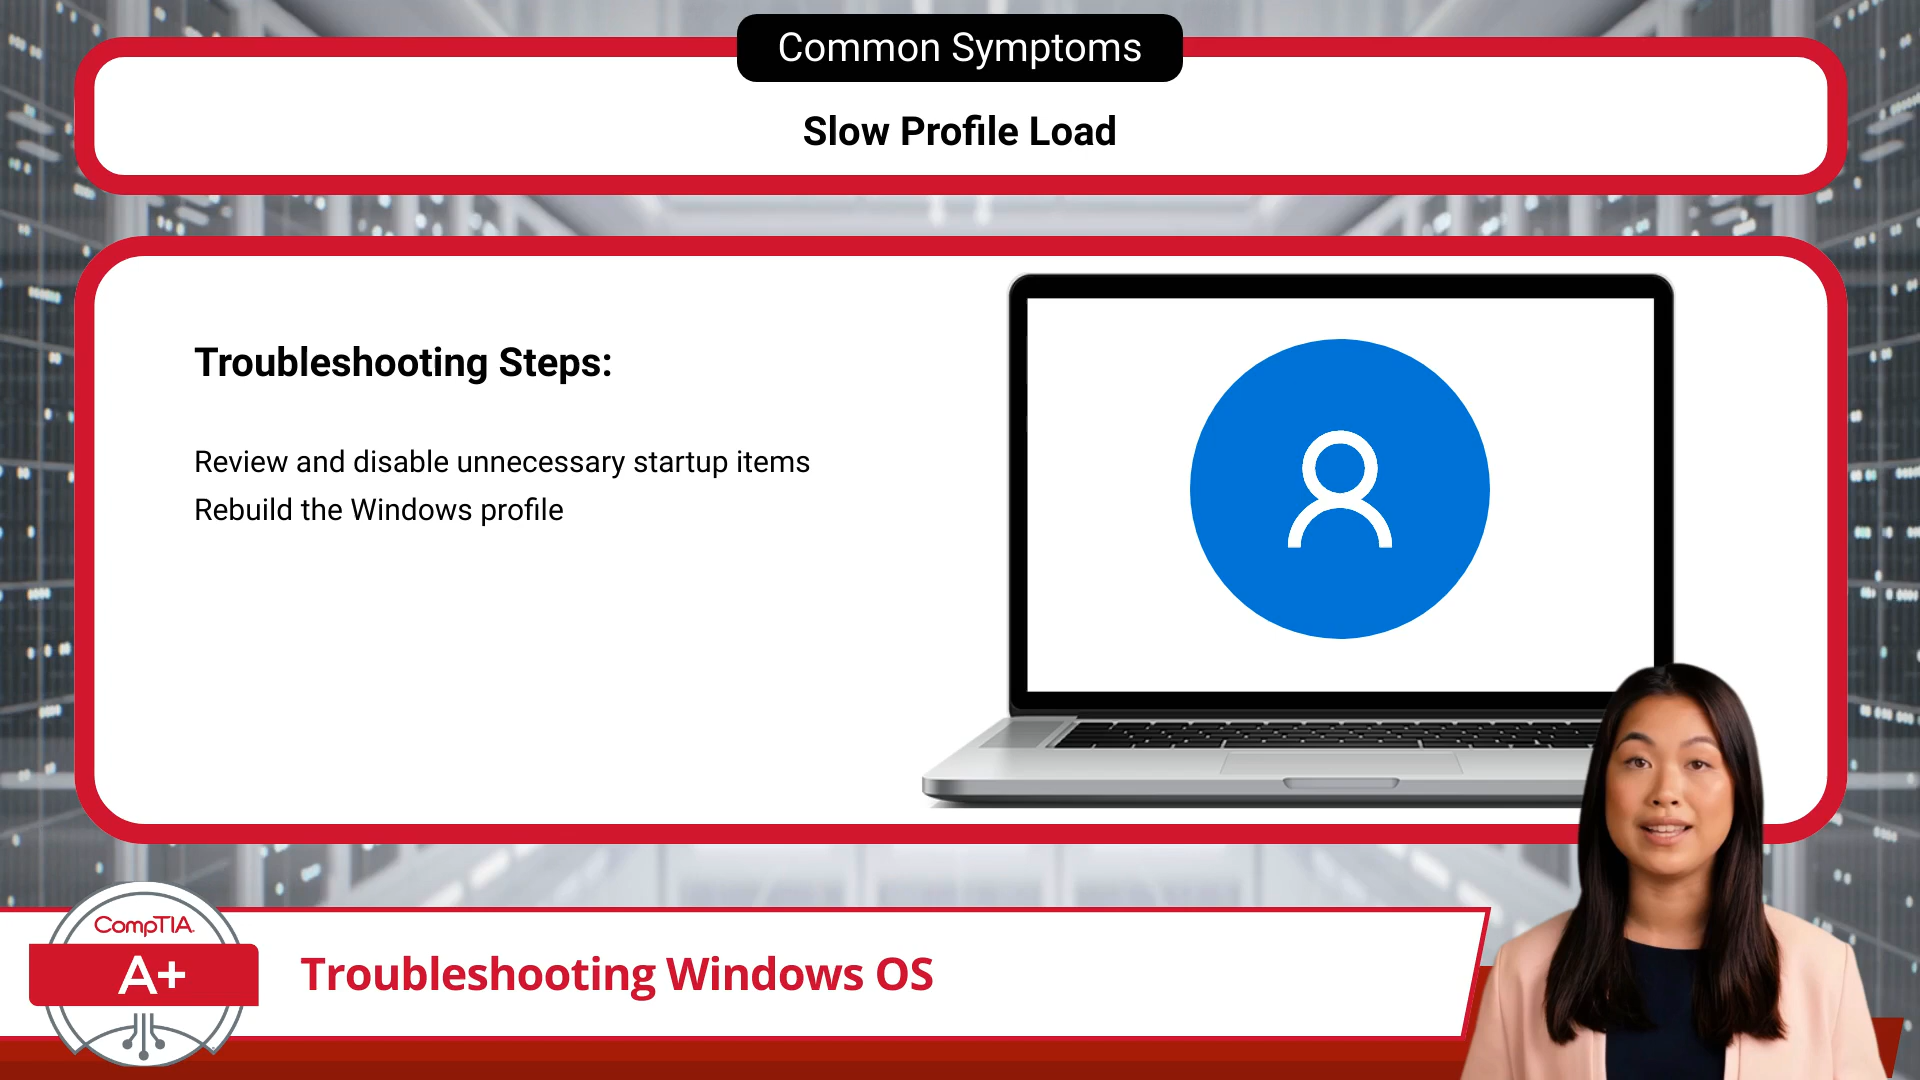 Common Symptoms
Slow Profile Load
Troubleshooting Steps:
Review and disable unnecessary startup items
Rebuild the Windows profile
CompTIA.
A+
Troubleshooting Windows OS